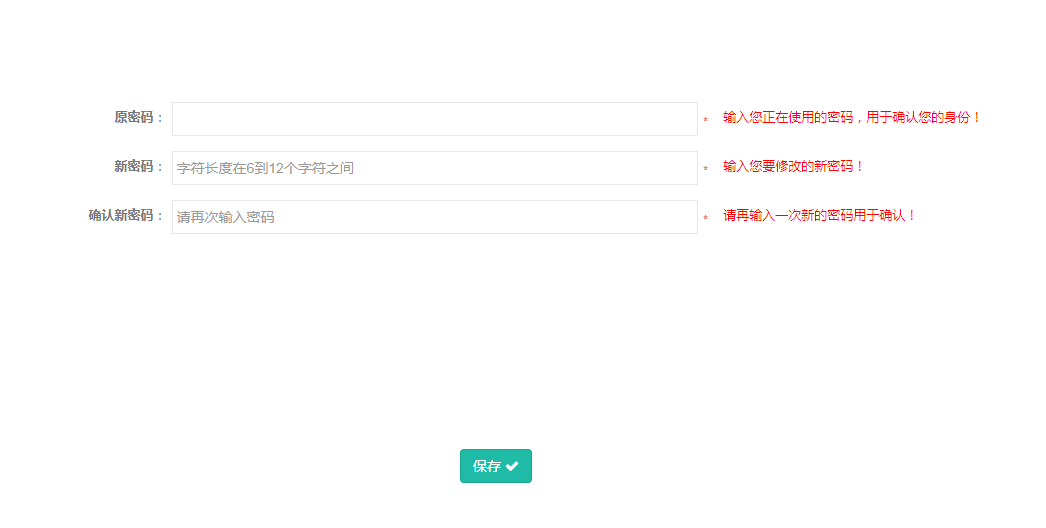 原密码： * 输入您正在使用的密码，用于确认您的身份！
新密码： 字符长度在6到12个字符之间 * 输入您要修改的新密码！
确认新密码： 请再次输入密码 * 请再输入一次新的密码用于确认！
保存